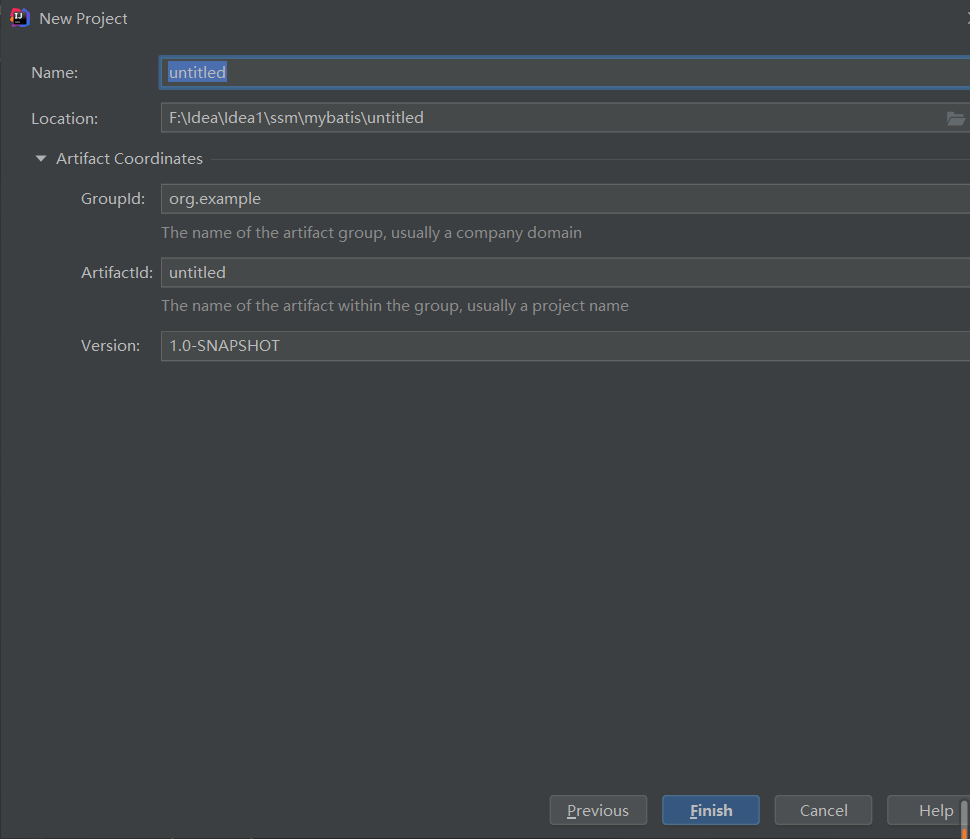 New Project
Name: untitled
Location: F:\Idea\Idea1\ssm\mybatis\untitled
Artifact Coordinates
GroupId: org.example
The name of the artifact group, usually a company domain
ArtifactId: untitled
The name of the artifact within the group, usually a project name
Version: 1.0-SNAPSHOT
Previous Finish Cancel Help